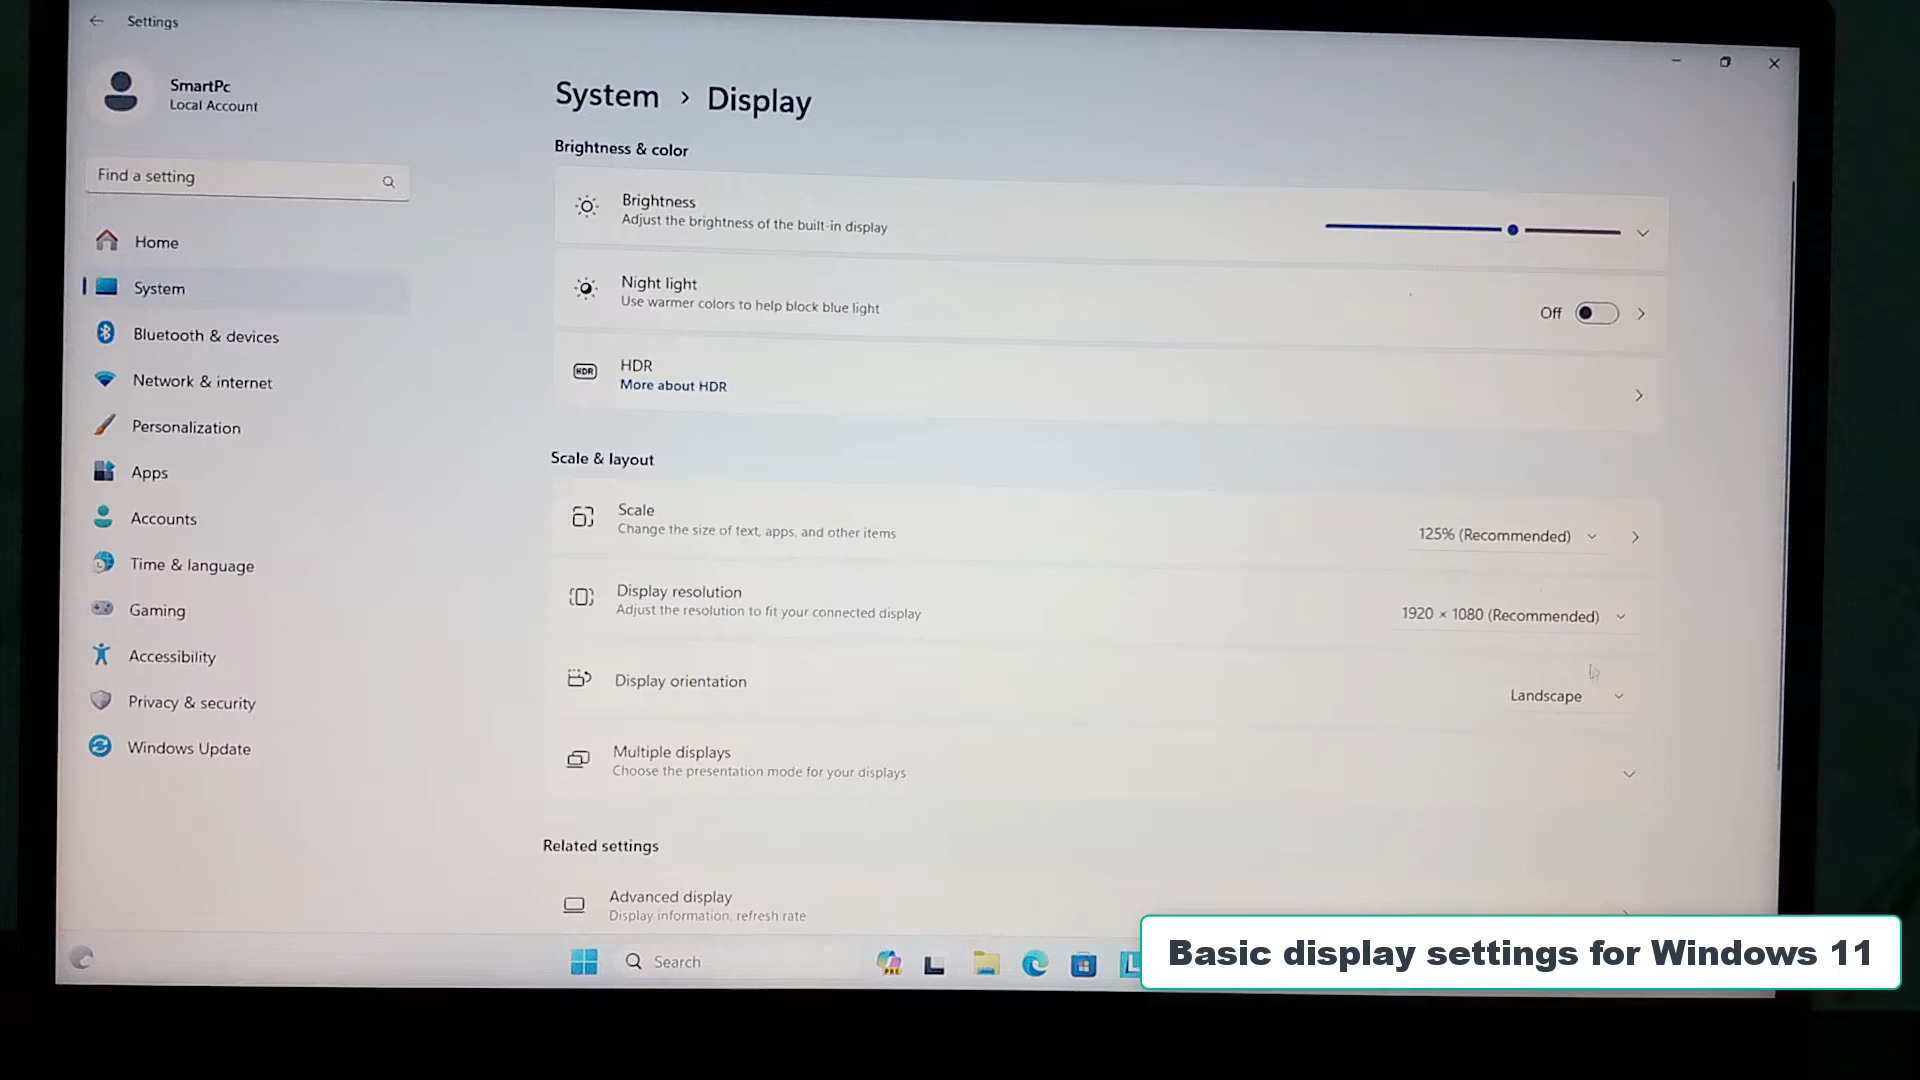 Settings
SmartPc
Local Account
Find a setting
Home
System
Bluetooth & devices
Network & internet
Personalization
Apps
Accounts
Time & language
Gaming
Accessibility
Privacy & security
Windows Update
System › Display
Brightness & color
Brightness
Adjust the brightness of the built-in display
Night light
Use warmer colors to help block blue light
Off
HDR
HDR
More about HDR
Scale & layout
Scale
Change the size of text, apps, and other items
125% (Recommended)
Display resolution
Adjust the resolution to fit your connected display
1920 × 1080 (Recommended)
Display orientation
Landscape
Multiple displays
Choose the presentation mode for your displays
Related settings
Advanced display
Display information, refresh rate
Search
PRE
L
Basic display settings for Windows 11